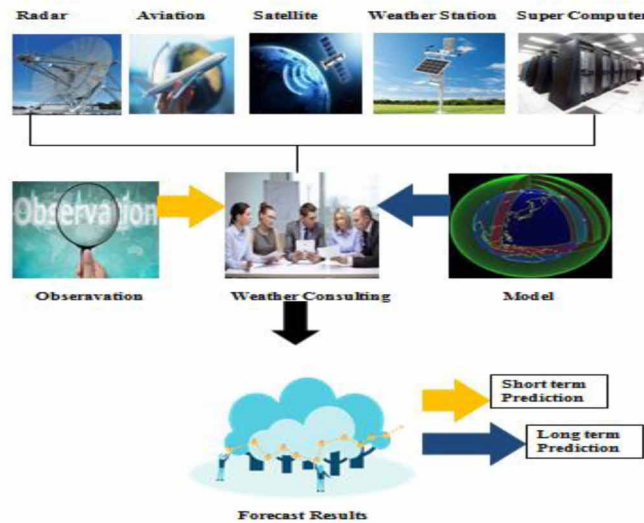 Radar Aviation Satellite Weather Station Super Computer
Observation
Obseravation Weather Consulting Model
Short term
Prediction
Long term
Prediction
Forecast Results